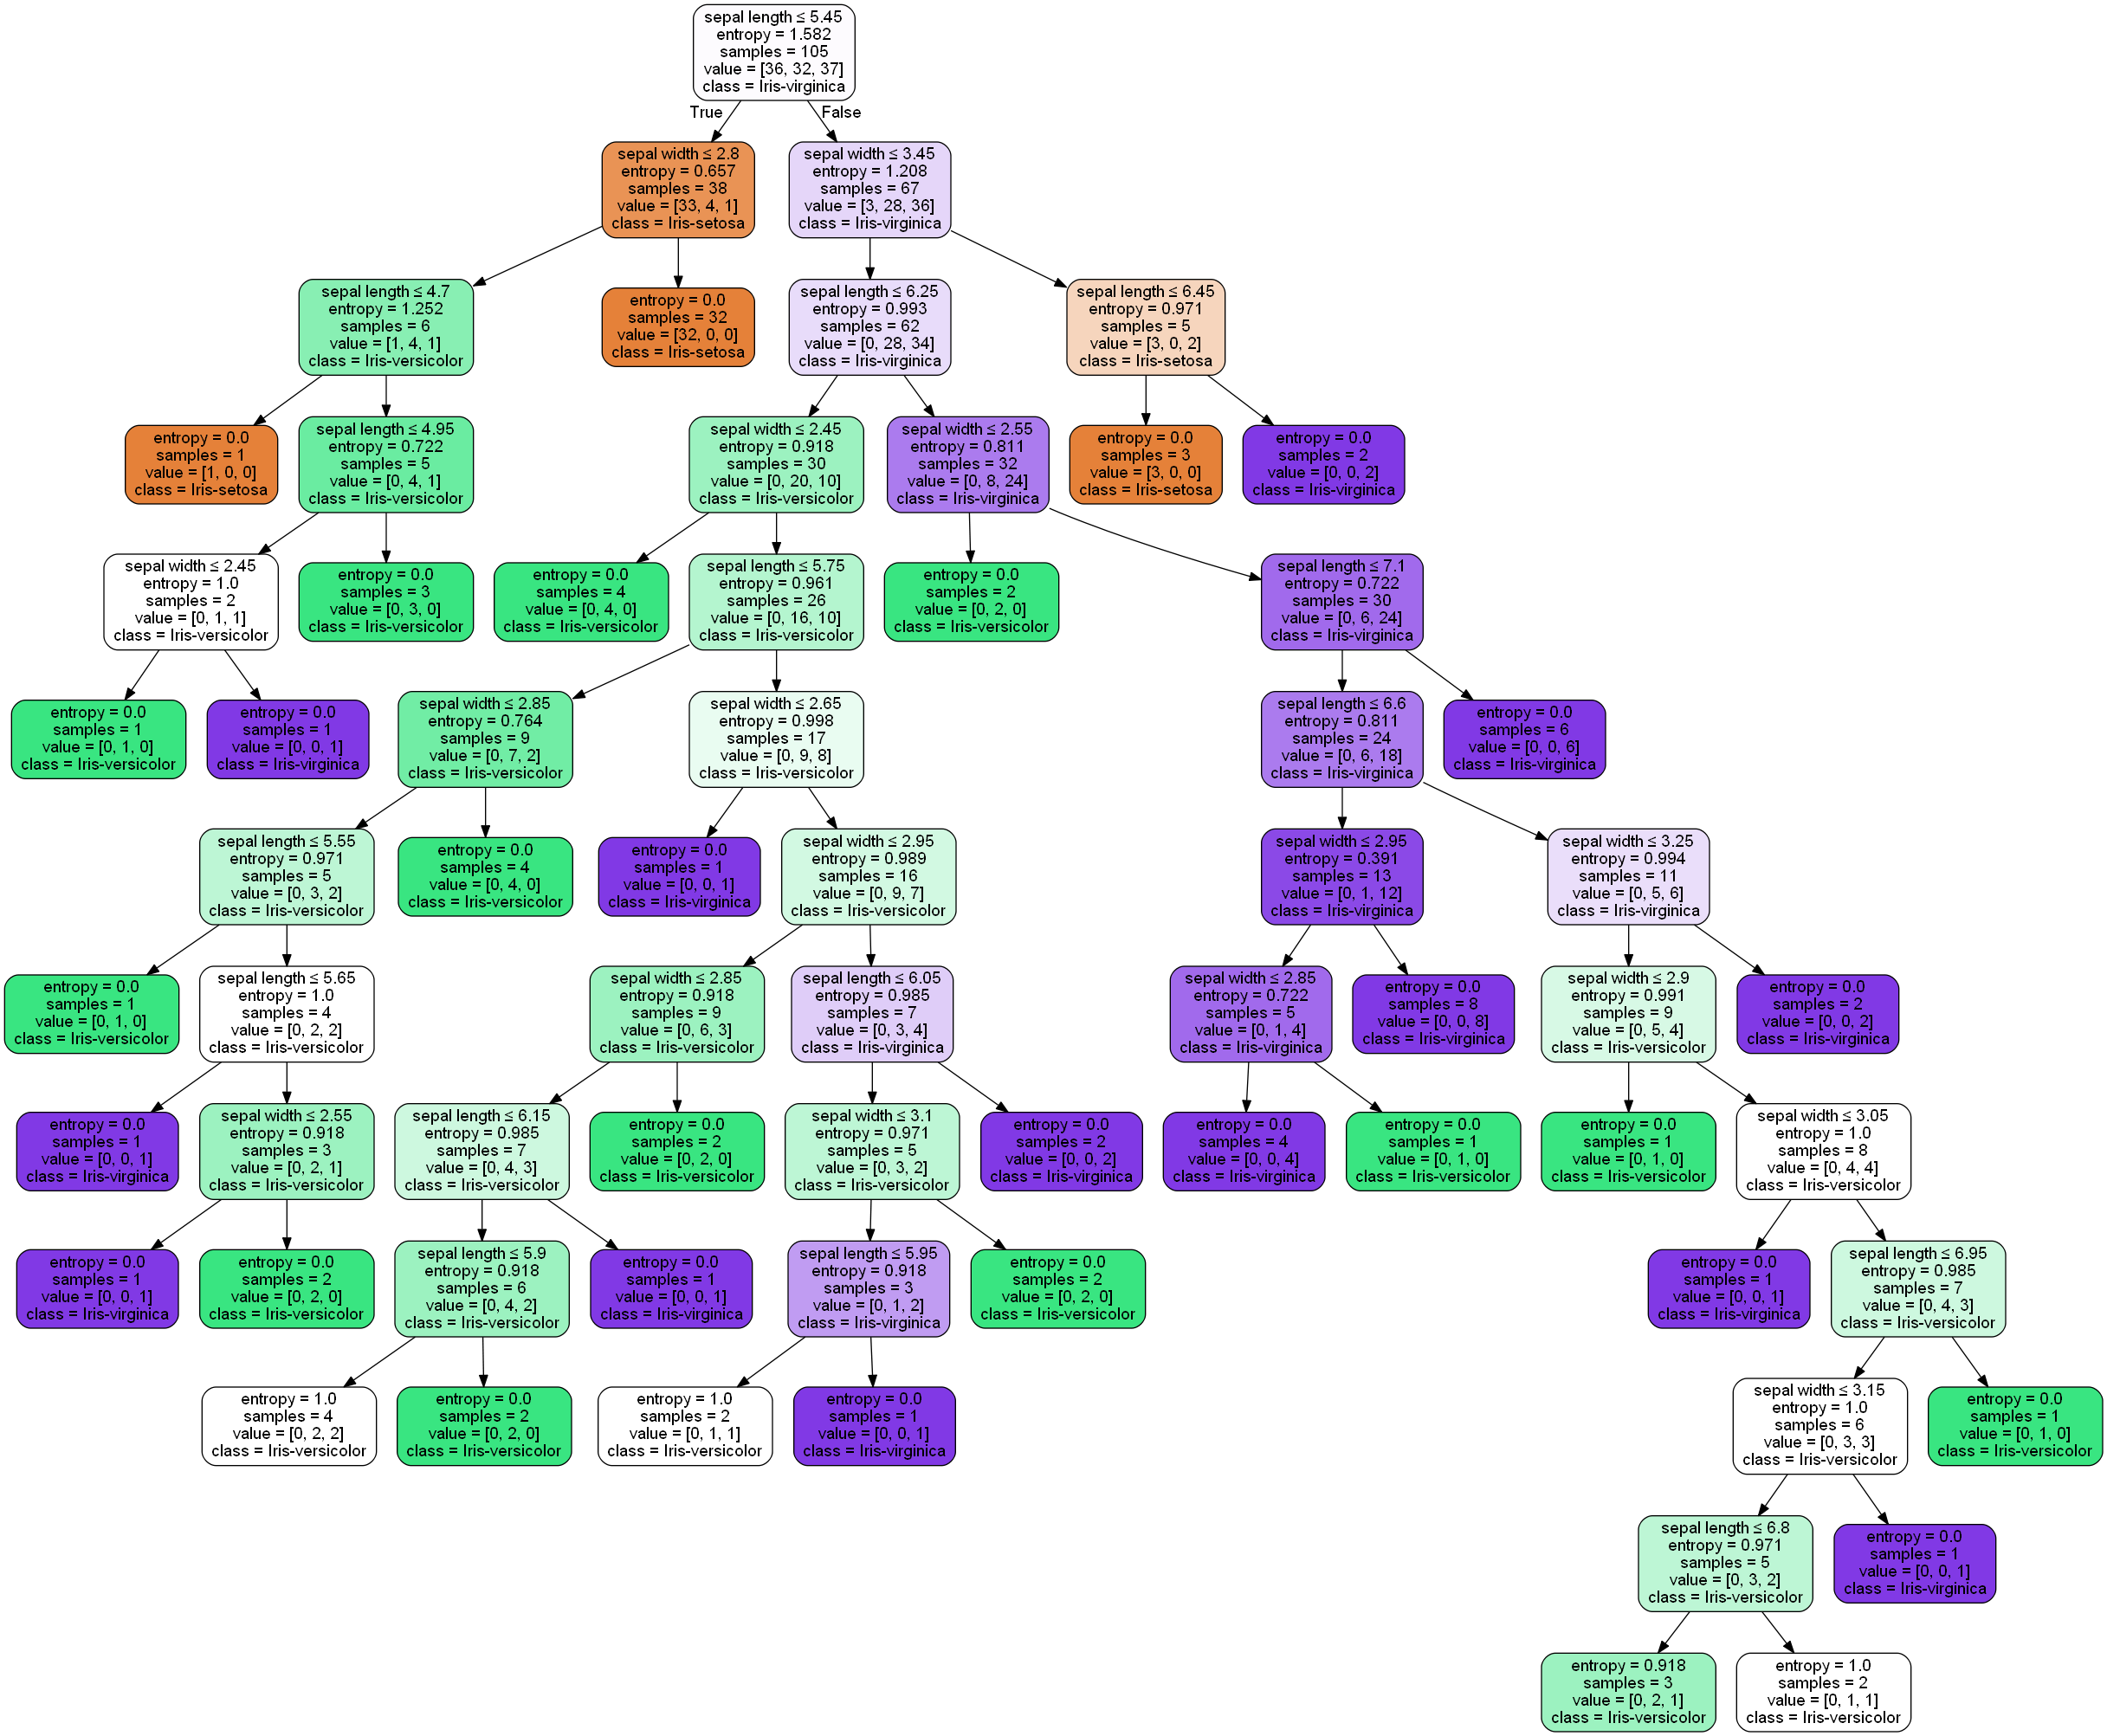 sepal length ≤ 5.45
entropy = 1.582
samples = 105
value = [36, 32, 37]
class = Iris-virginica
True
False
sepal width ≤ 2.8
entropy = 0.657
samples = 38
value = [33, 4, 1]
class = Iris-setosa
sepal width ≤ 3.45
entropy = 1.208
samples = 67
value = [3, 28, 36]
class = Iris-virginica
sepal length ≤ 4.7
entropy = 1.252
samples = 6
value = [1, 4, 1]
class = Iris-versicolor
entropy = 0.0
samples = 32
value = [32, 0, 0]
class = Iris-setosa
sepal length ≤ 6.25
entropy = 0.993
samples = 62
value = [0, 28, 34]
class = Iris-virginica
sepal length ≤ 6.45
entropy = 0.971
samples = 5
value = [3, 0, 2]
class = Iris-setosa
entropy = 0.0
samples = 1
value = [1, 0, 0]
class = Iris-setosa
sepal length ≤ 4.95
entropy = 0.722
samples = 5
value = [0, 4, 1]
class = Iris-versicolor
sepal width ≤ 2.45
entropy = 0.918
samples = 30
value = [0, 20, 10]
class = Iris-versicolor
sepal width ≤ 2.55
entropy = 0.811
samples = 32
value = [0, 8, 24]
class = Iris-virginica
entropy = 0.0
samples = 3
value = [3, 0, 0]
class = Iris-setosa
entropy = 0.0
samples = 2
value = [0, 0, 2]
class = Iris-virginica
sepal width ≤ 2.45
entropy = 1.0
samples = 2
value = [0, 1, 1]
class = Iris-versicolor
entropy = 0.0
samples = 3
value = [0, 3, 0]
class = Iris-versicolor
entropy = 0.0
samples = 4
value = [0, 4, 0]
class = Iris-versicolor
sepal length ≤ 5.75
entropy = 0.961
samples = 26
value = [0, 16, 10]
class = Iris-versicolor
entropy = 0.0
samples = 2
value = [0, 2, 0]
class = Iris-versicolor
sepal length ≤ 7.1
entropy = 0.722
samples = 30
value = [0, 6, 24]
class = Iris-virginica
entropy = 0.0
samples = 1
value = [0, 1, 0]
class = Iris-versicolor
entropy = 0.0
samples = 1
value = [0, 0, 1]
class = Iris-virginica
sepal width ≤ 2.85
entropy = 0.764
samples = 9
value = [0, 7, 2]
class = Iris-versicolor
sepal width ≤ 2.65
entropy = 0.998
samples = 17
value = [0, 9, 8]
class = Iris-versicolor
sepal length ≤ 6.6
entropy = 0.811
samples = 24
value = [0, 6, 18]
class = Iris-virginica
entropy = 0.0
samples = 6
value = [0, 0, 6]
class = Iris-virginica
sepal length ≤ 5.55
entropy = 0.971
samples = 5
value = [0, 3, 2]
class = Iris-versicolor
entropy = 0.0
samples = 4
value = [0, 4, 0]
class = Iris-versicolor
entropy = 0.0
samples = 1
value = [0, 0, 1]
class = Iris-virginica
sepal width ≤ 2.95
entropy = 0.989
samples = 16
value = [0, 9, 7]
class = Iris-versicolor
sepal width ≤ 2.95
entropy = 0.391
samples = 13
value = [0, 1, 12]
class = Iris-virginica
sepal width ≤ 3.25
entropy = 0.994
samples = 11
value = [0, 5, 6]
class = Iris-virginica
entropy = 0.0
samples = 1
value = [0, 1, 0]
class = Iris-versicolor
sepal length ≤ 5.65
entropy = 1.0
samples = 4
value = [0, 2, 2]
class = Iris-versicolor
sepal width ≤ 2.85
entropy = 0.918
samples = 9
value = [0, 6, 3]
class = Iris-versicolor
sepal length ≤ 6.05
entropy = 0.985
samples = 7
value = [0, 3, 4]
class = Iris-virginica
sepal width ≤ 2.85
entropy = 0.722
samples = 5
value = [0, 1, 4]
class = Iris-virginica
entropy = 0.0
samples = 8
value = [0, 0, 8]
class = Iris-virginica
sepal width ≤ 2.9
entropy = 0.991
samples = 9
value = [0, 5, 4]
class = Iris-versicolor
entropy = 0.0
samples = 2
value = [0, 0, 2]
class = Iris-virginica
entropy = 0.0
samples = 1
value = [0, 0, 1]
class = Iris-virginica
sepal width ≤ 2.55
entropy = 0.918
samples = 3
value = [0, 2, 1]
class = Iris-versicolor
sepal length ≤ 6.15
entropy = 0.985
samples = 7
value = [0, 4, 3]
class = Iris-versicolor
entropy = 0.0
samples = 2
value = [0, 2, 0]
class = Iris-versicolor
sepal width ≤ 3.1
entropy = 0.971
samples = 5
value = [0, 3, 2]
class = Iris-versicolor
entropy = 0.0
samples = 2
value = [0, 0, 2]
class = Iris-virginica
entropy = 0.0
samples = 4
value = [0, 0, 4]
class = Iris-virginica
entropy = 0.0
samples = 1
value = [0, 1, 0]
class = Iris-versicolor
entropy = 0.0
samples = 1
value = [0, 1, 0]
class = Iris-versicolor
sepal width ≤ 3.05
entropy = 1.0
samples = 8
value = [0, 4, 4]
class = Iris-versicolor
entropy = 0.0
samples = 1
value = [0, 0, 1]
class = Iris-virginica
entropy = 0.0
samples = 2
value = [0, 2, 0]
class = Iris-versicolor
sepal length ≤ 5.9
entropy = 0.918
samples = 6
value = [0, 4, 2]
class = Iris-versicolor
entropy = 0.0
samples = 1
value = [0, 0, 1]
class = Iris-virginica
sepal length ≤ 5.95
entropy = 0.918
samples = 3
value = [0, 1, 2]
class = Iris-virginica
entropy = 0.0
samples = 2
value = [0, 2, 0]
class = Iris-versicolor
entropy = 0.0
samples = 1
value = [0, 0, 1]
class = Iris-virginica
sepal length ≤ 6.95
entropy = 0.985
samples = 7
value = [0, 4, 3]
class = Iris-versicolor
entropy = 1.0
samples = 4
value = [0, 2, 2]
class = Iris-versicolor
entropy = 0.0
samples = 2
value = [0, 2, 0]
class = Iris-versicolor
entropy = 1.0
samples = 2
value = [0, 1, 1]
class = Iris-versicolor
entropy = 0.0
samples = 1
value = [0, 0, 1]
class = Iris-virginica
sepal width ≤ 3.15
entropy = 1.0
samples = 6
value = [0, 3, 3]
class = Iris-versicolor
entropy = 0.0
samples = 1
value = [0, 1, 0]
class = Iris-versicolor
sepal length ≤ 6.8
entropy = 0.971
samples = 5
value = [0, 3, 2]
class = Iris-versicolor
entropy = 0.0
samples = 1
value = [0, 0, 1]
class = Iris-virginica
entropy = 0.918
samples = 3
value = [0, 2, 1]
class = Iris-versicolor
entropy = 1.0
samples = 2
value = [0, 1, 1]
class = Iris-versicolor